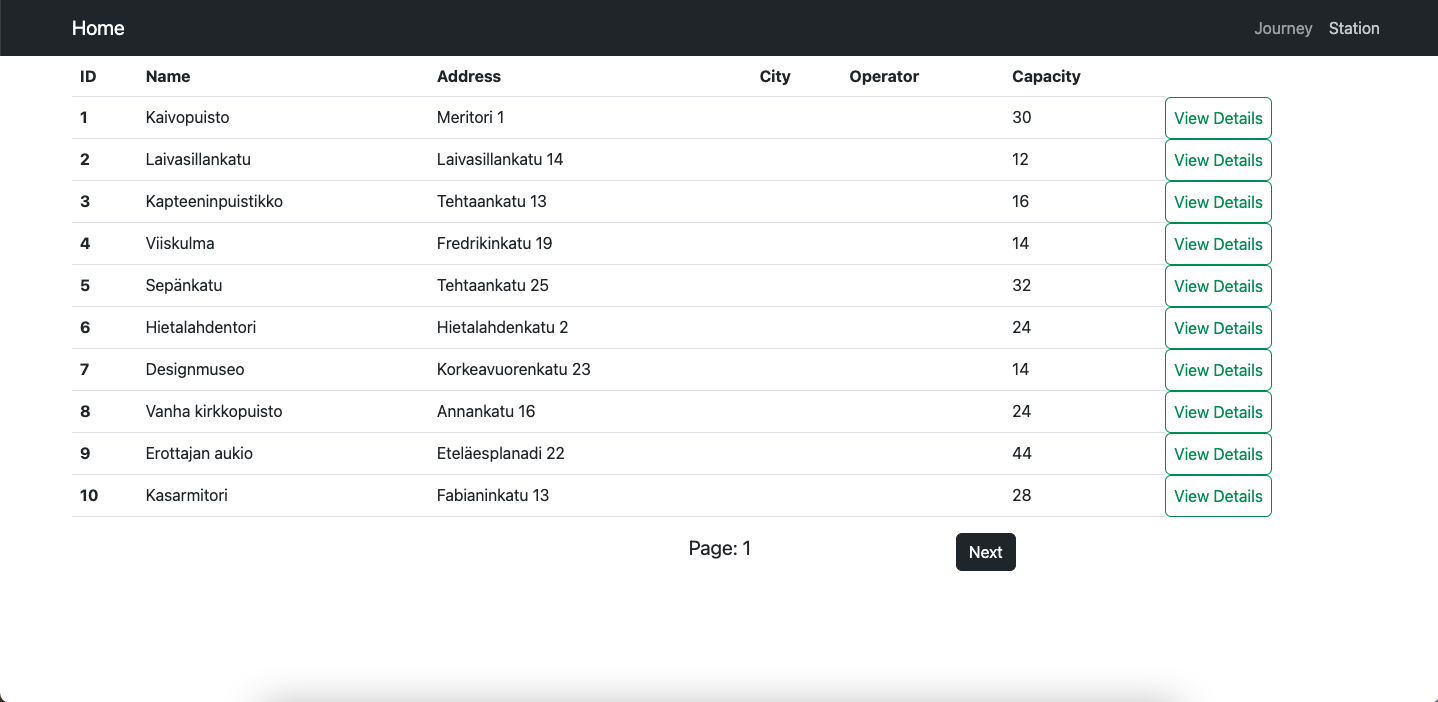 Home Journey Station
ID Name Address City Operator Capacity
1 Kaivopuisto Meritori 1 30 View Details
2 Laivasillankatu Laivasillankatu 14 12 View Details
3 Kapteeninpuistikko Tehtaankatu 13 16 View Details
4 Viiskulma Fredrikinkatu 19 14 View Details
5 Sepänkatu Tehtaankatu 25 32 View Details
6 Hietalahdentori Hietalahdenkatu 2 24 View Details
7 Designmuseo Korkeavuorenkatu 23 14 View Details
8 Vanha kirkkopuisto Annankatu 16 24 View Details
9 Erottajan aukio Eteläesplanadi 22 44 View Details
10 Kasarmitori Fabianinkatu 13 28 View Details
Page: 1 Next